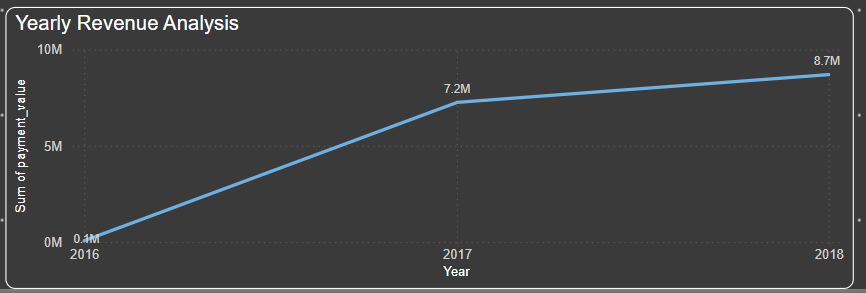 Yearly Revenue Analysis
10M
8.7M
7.2M
Sum of payment_value
5M
0.1M
0M
2016
2017
2018
Year